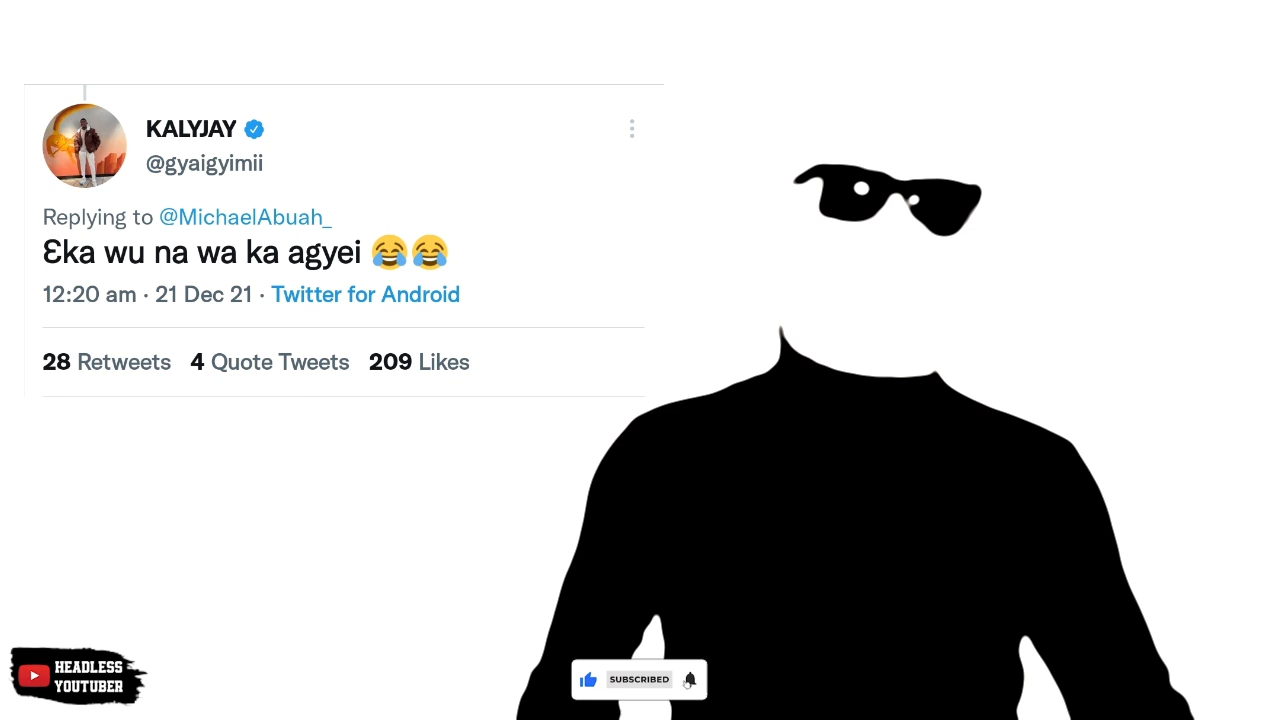 KALYJAY
@gyaigyimii
Replying to @MichaelAbuah_
Ɛka wu na wa ka agyei 😂😂
12:20 am · 21 Dec 21 · Twitter for Android
28 Retweets 4 Quote Tweets 209 Likes
HEADLESS
YOUTUBER
SUBSCRIBED